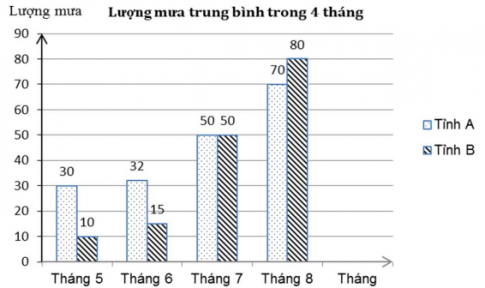 Lượng mưa
Lượng mưa trung bình trong 4 tháng
90
80
70
60
50
40
30
20
10
0
30
10
32
15
50
50
70
80
Tháng 5
Tháng 6
Tháng 7
Tháng 8
Tháng
Tỉnh A
Tỉnh B